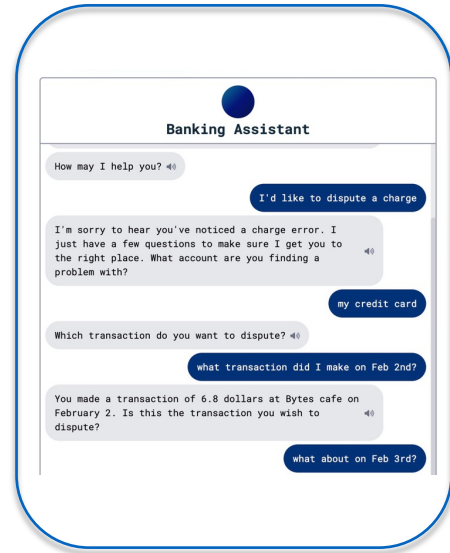 Banking Assistant
How may I help you?
I'd like to dispute a charge
I'm sorry to hear you've noticed a charge error. I
just have a few questions to make sure I get you to
the right place. What account are you finding a
problem with?
my credit card
Which transaction do you want to dispute?
what transaction did I make on Feb 2nd?
You made a transaction of 6.8 dollars at Bytes cafe on
February 2. Is this the transaction you wish to
dispute?
what about on Feb 3rd?